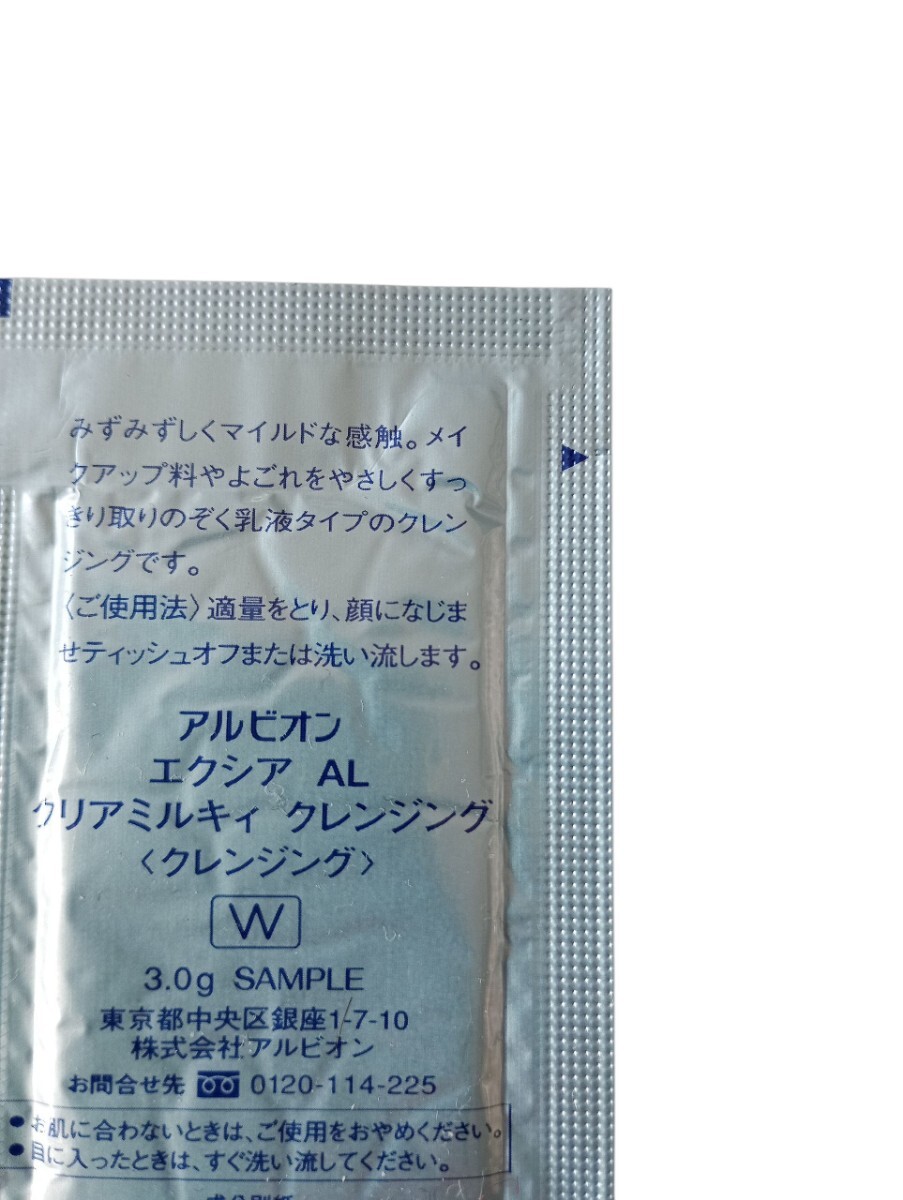 みずみずしくマイルドな感触。メイ
クアップ料やよごれをやさしくすっ
きり取りのぞく乳液タイプのクレン
ジングです。
〈ご使用法〉適量をとり、顔になじま
せティッシュオフまたは洗い流します。
アルビオン
エクシア AL
クリアミルキィ クレンジング
〈クレンジング〉
W
3.0g SAMPLE
東京都中央区銀座1-7-10
株式会社アルビオン
お問合せ先 0120-114-225
●お肌に合わないときは、ご使用をおやめください。
●目に入ったときは、すぐ洗い流してください。